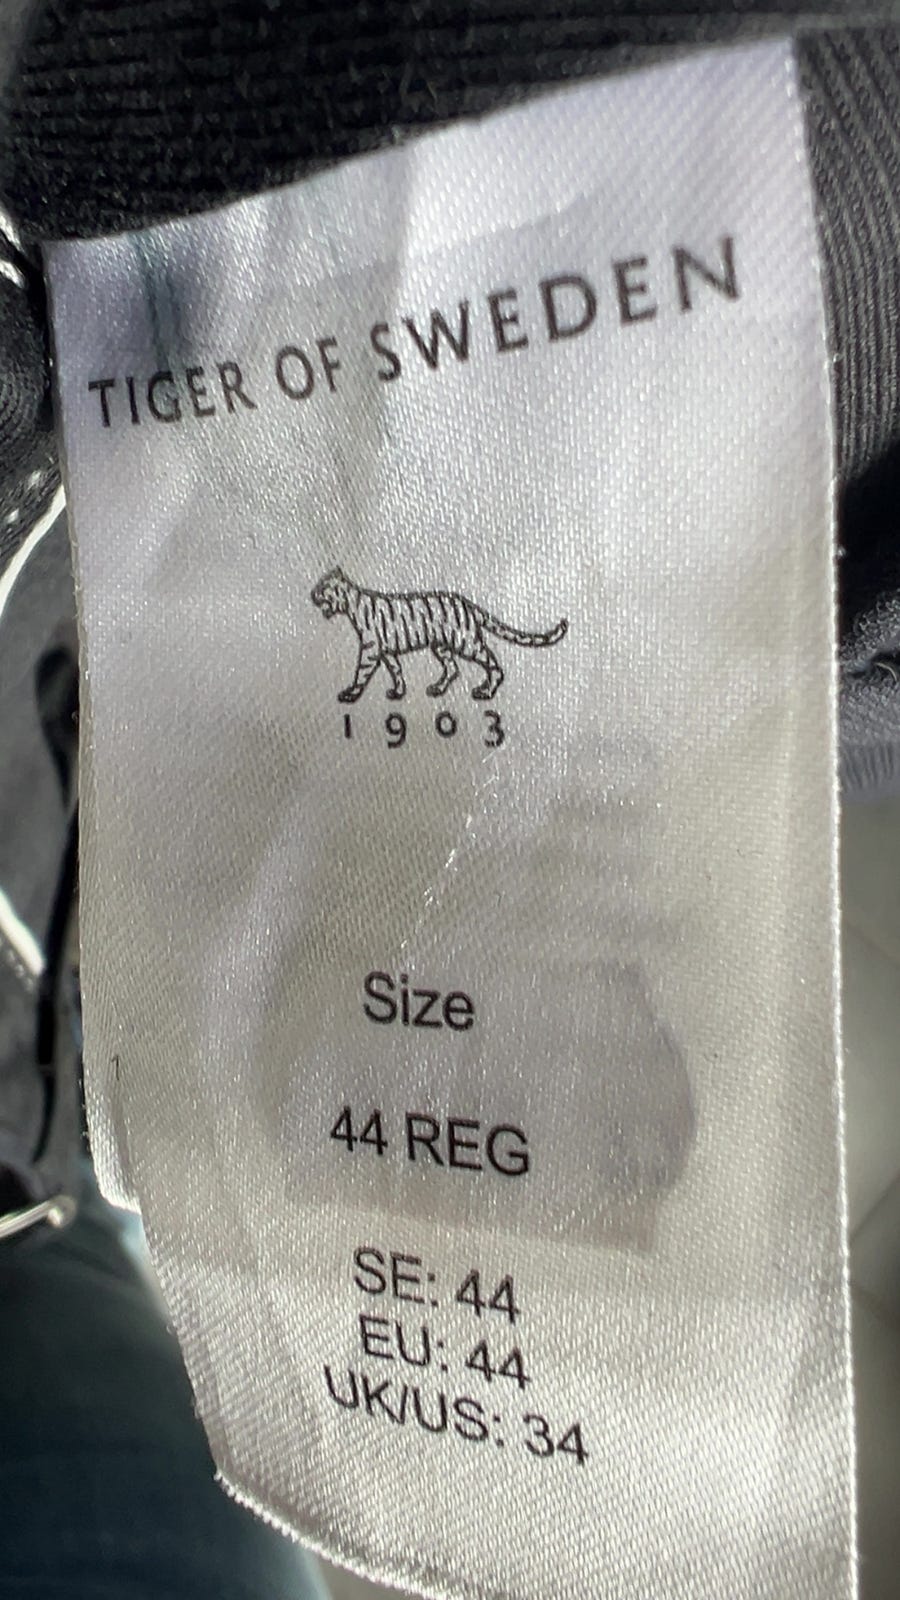 TIGER OF SWEDEN
1903
Size
44 REG
SE: 44
EU: 44
UK/US: 34